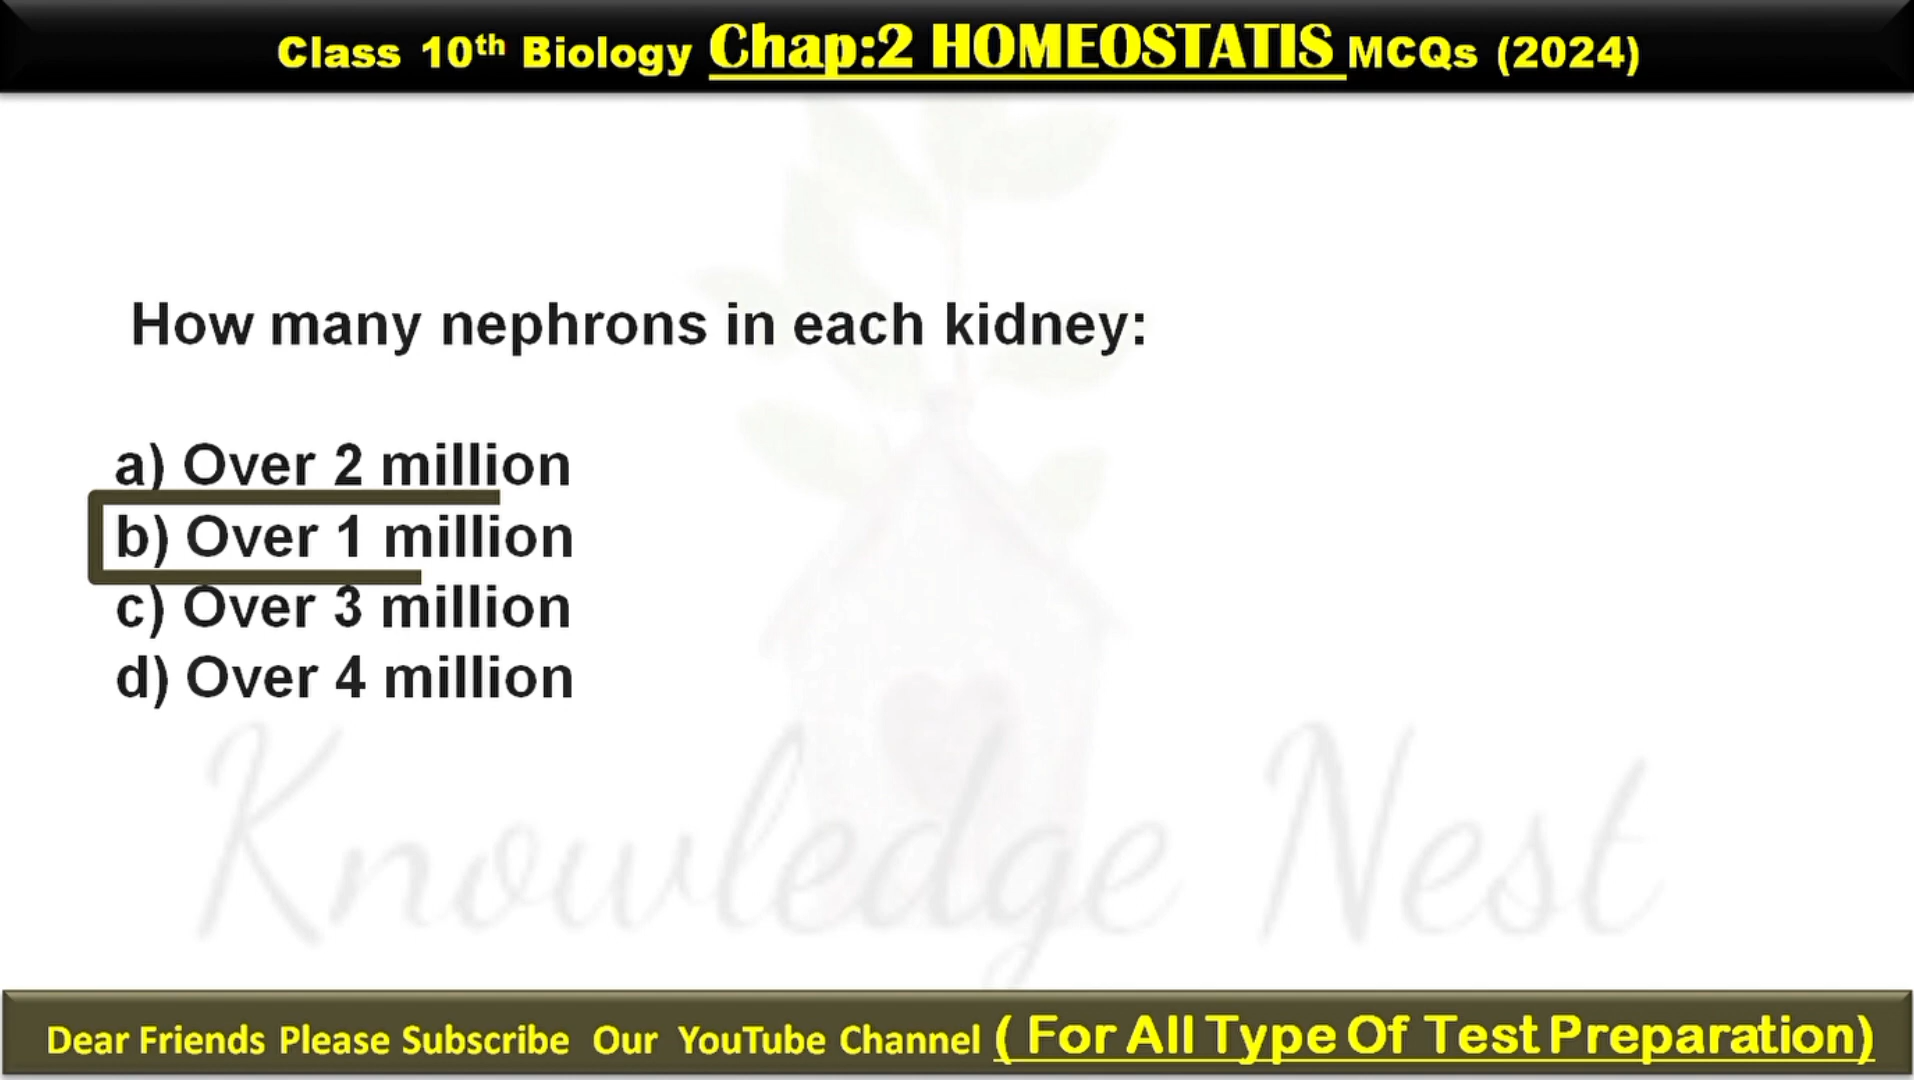 Class 10th Biology Chap:2 HOMEOSTATIS MCQs (2024)
How many nephrons in each kidney:
a) Over 2 million
b) Over 1 million
c) Over 3 million
d) Over 4 million
Knowledge Nest
Dear Friends Please Subscribe Our YouTube Channel ( For All Type Of Test Preparation)